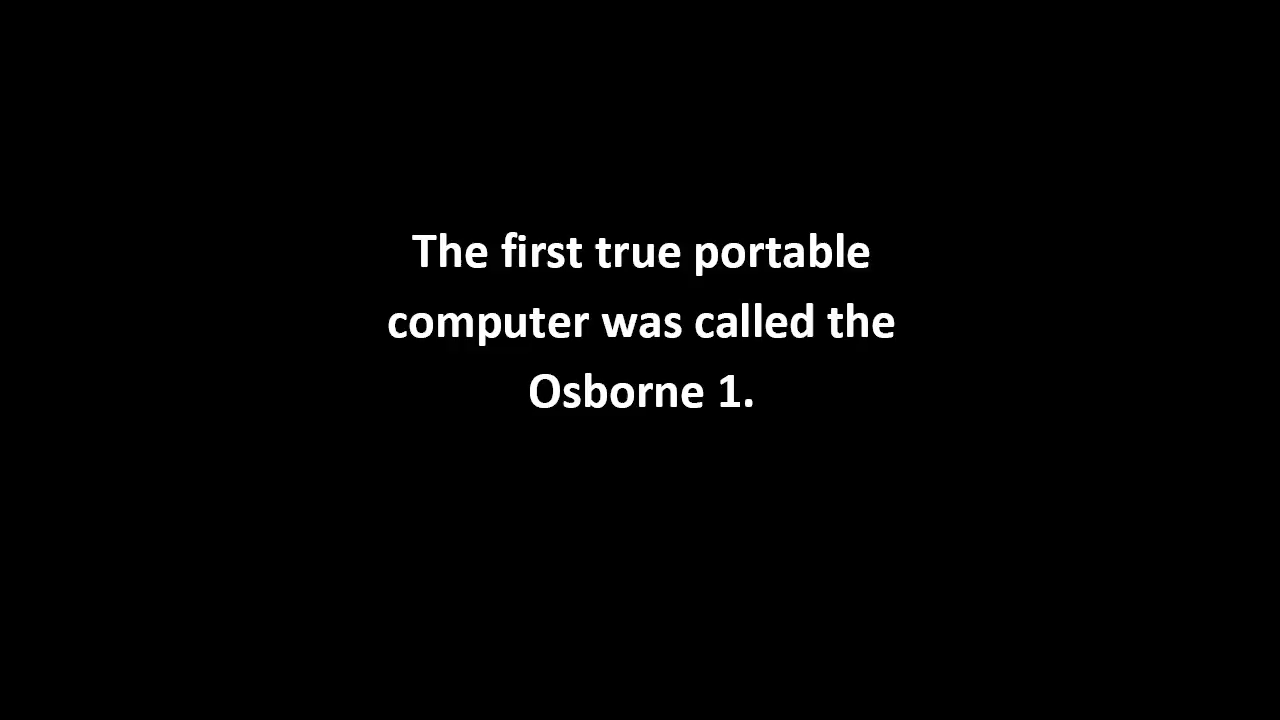 The first true portable
computer was called the
Osborne 1.